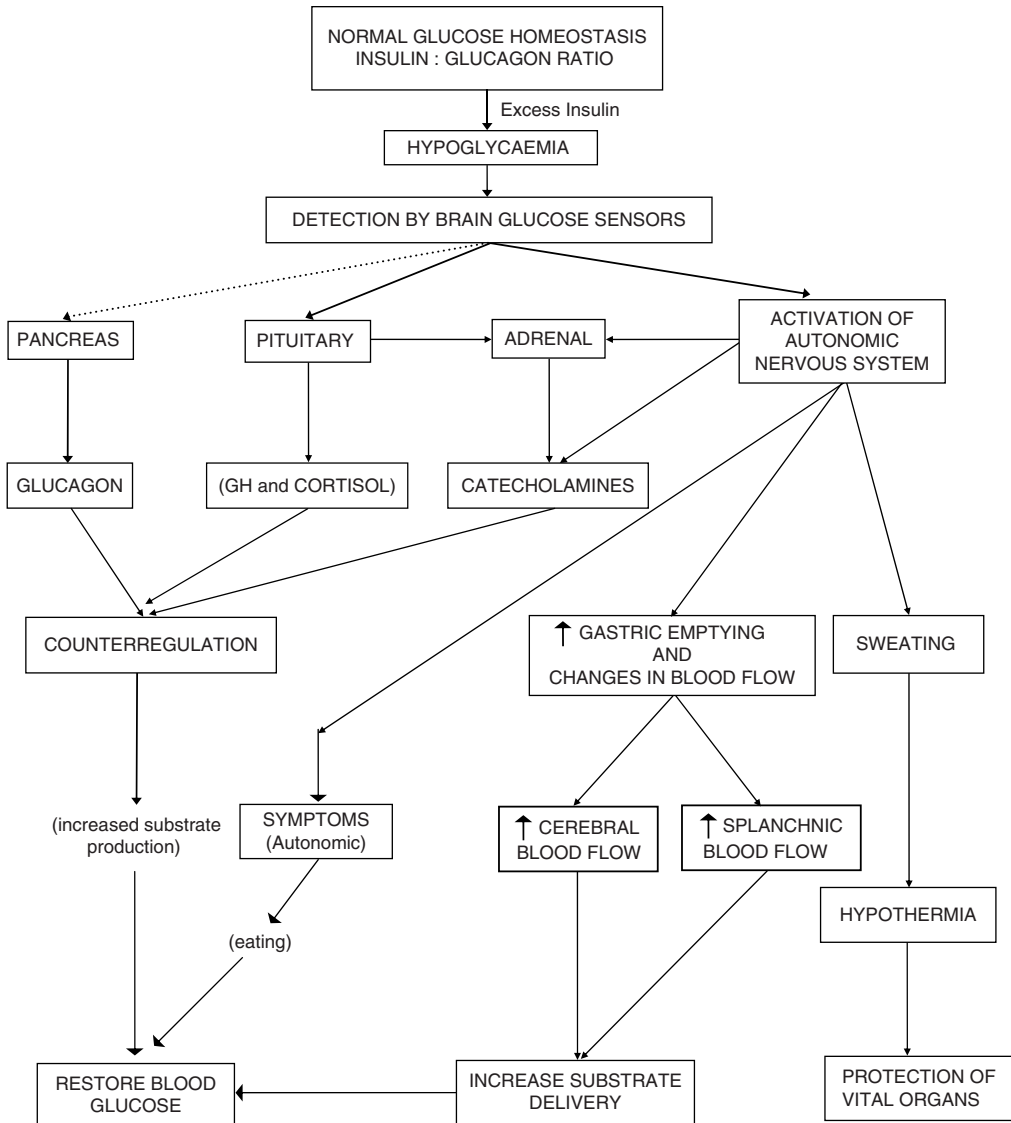 NORMAL GLUCOSE HOMEOSTASIS
INSULIN : GLUCAGON RATIO
Excess Insulin
HYPOGLYCAEMIA
DETECTION BY BRAIN GLUCOSE SENSORS
PANCREAS
PITUITARY
ADRENAL
ACTIVATION OF
AUTONOMIC
NERVOUS SYSTEM
GLUCAGON
(GH and CORTISOL)
CATECHOLAMINES
COUNTERREGULATION
↑ GASTRIC EMPTYING
AND
CHANGES IN BLOOD FLOW
SWEATING
(increased substrate
production)
SYMPTOMS
(Autonomic)
↑ CEREBRAL
BLOOD FLOW
↑ SPLANCHNIC
BLOOD FLOW
HYPOTHERMIA
(eating)
RESTORE BLOOD
GLUCOSE
INCREASE SUBSTRATE
DELIVERY
PROTECTION OF
VITAL ORGANS